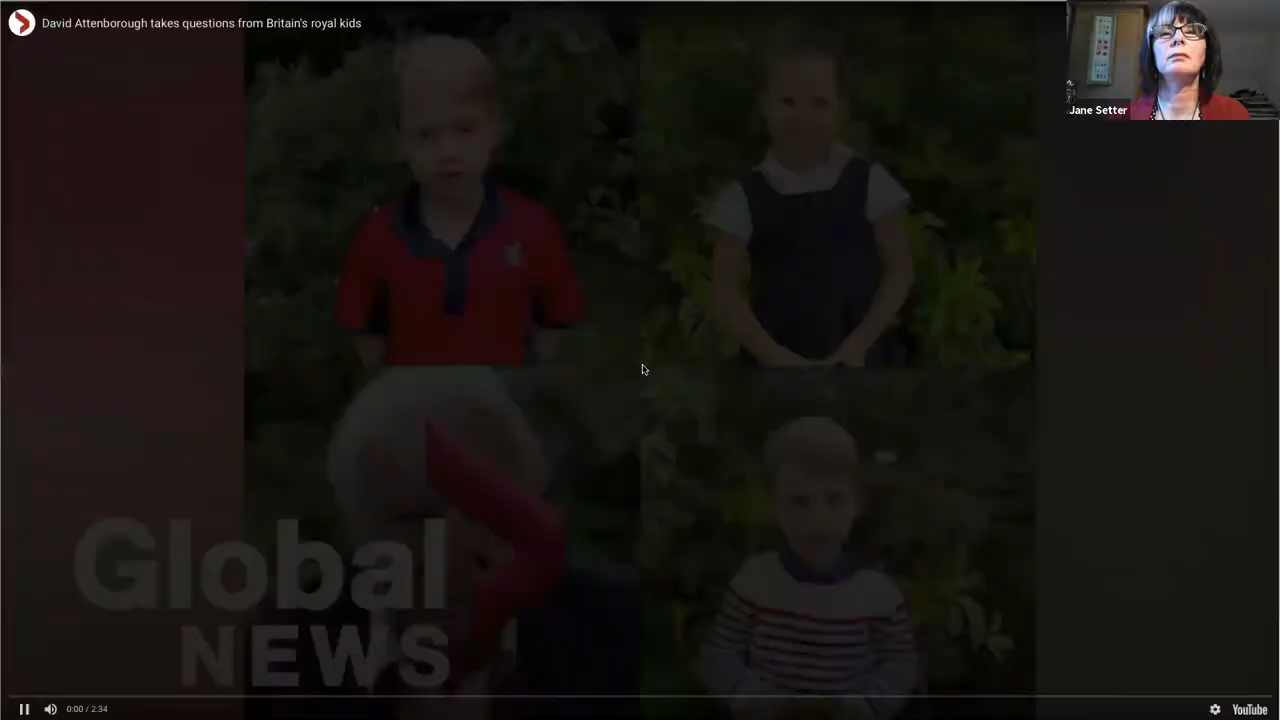 David Attenborough takes questions from Britain's royal kids
Jane Setter
Global
NEWS
0:00 / 2:34
YouTube